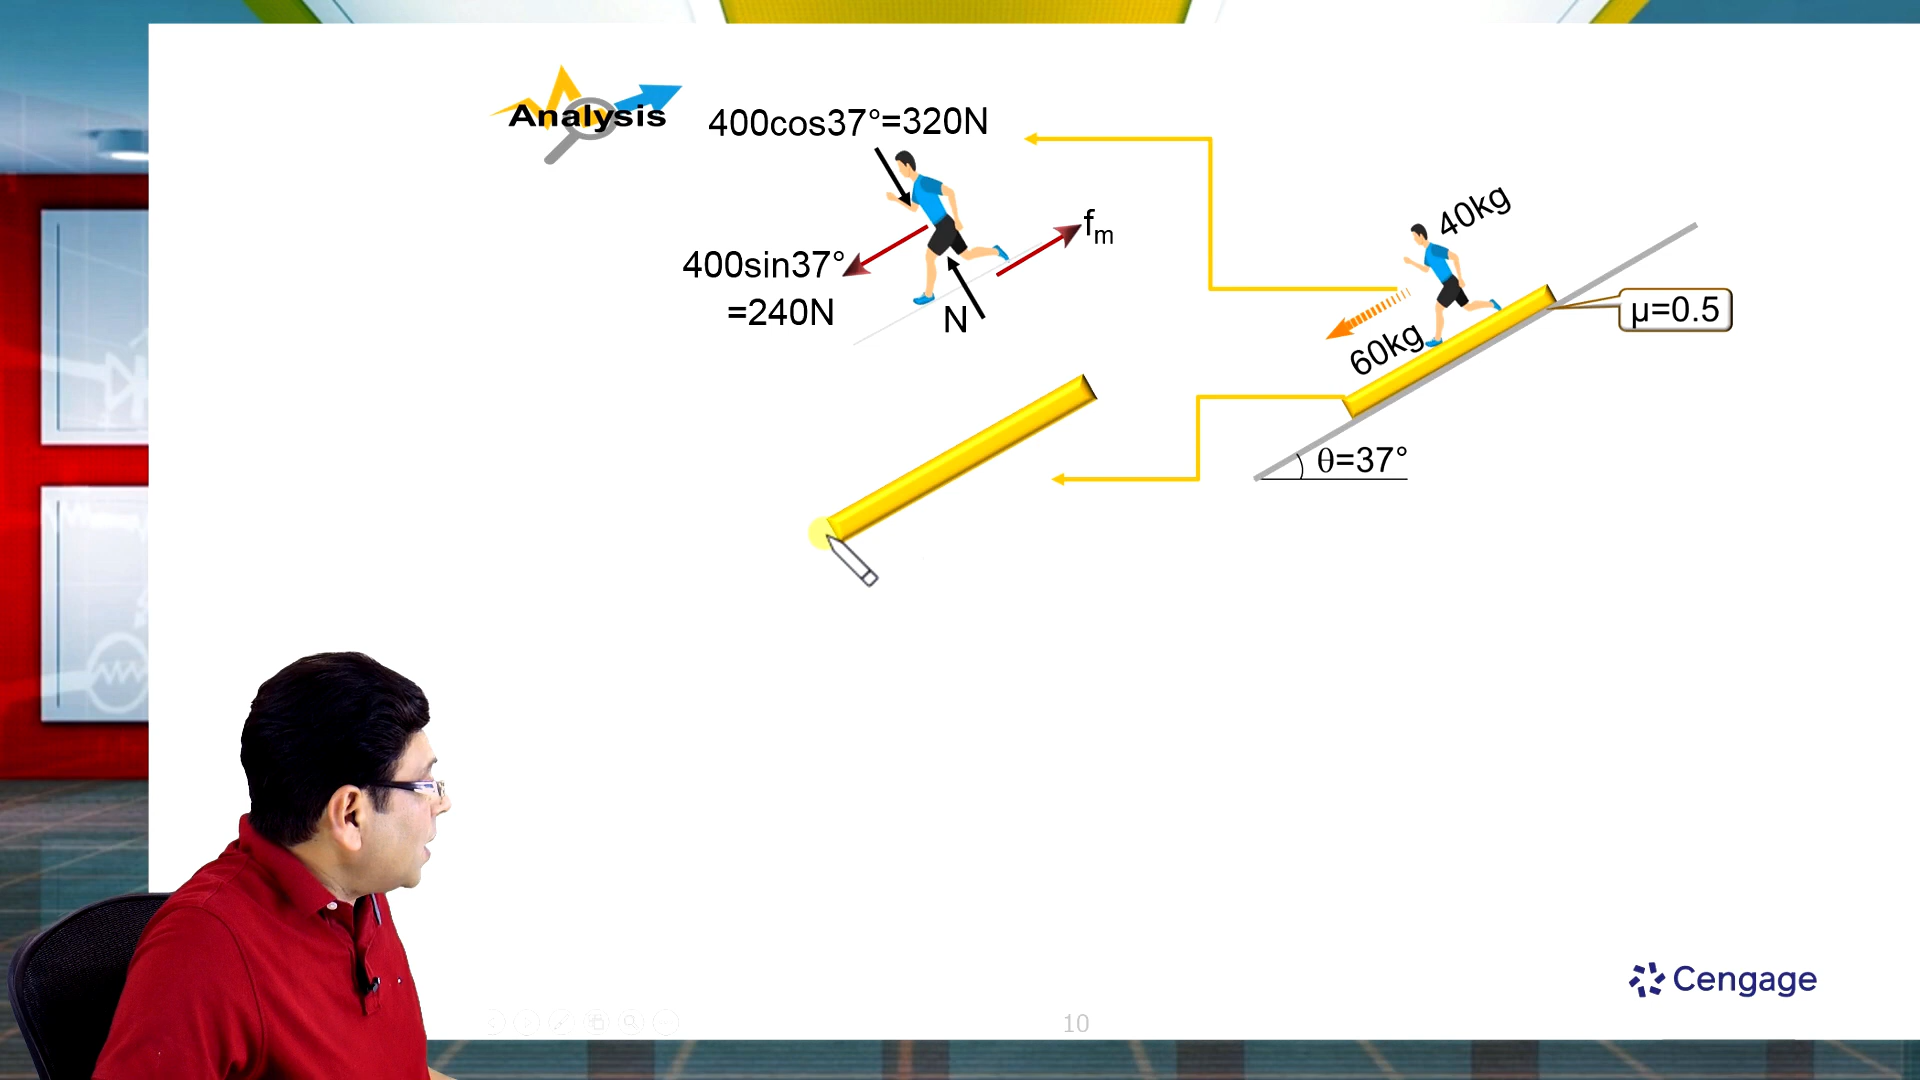 Analysis
400cos37°=320N
400sin37°
=240N
fm
N
40kg
60kg
μ=0.5
θ=37°
Cengage
10